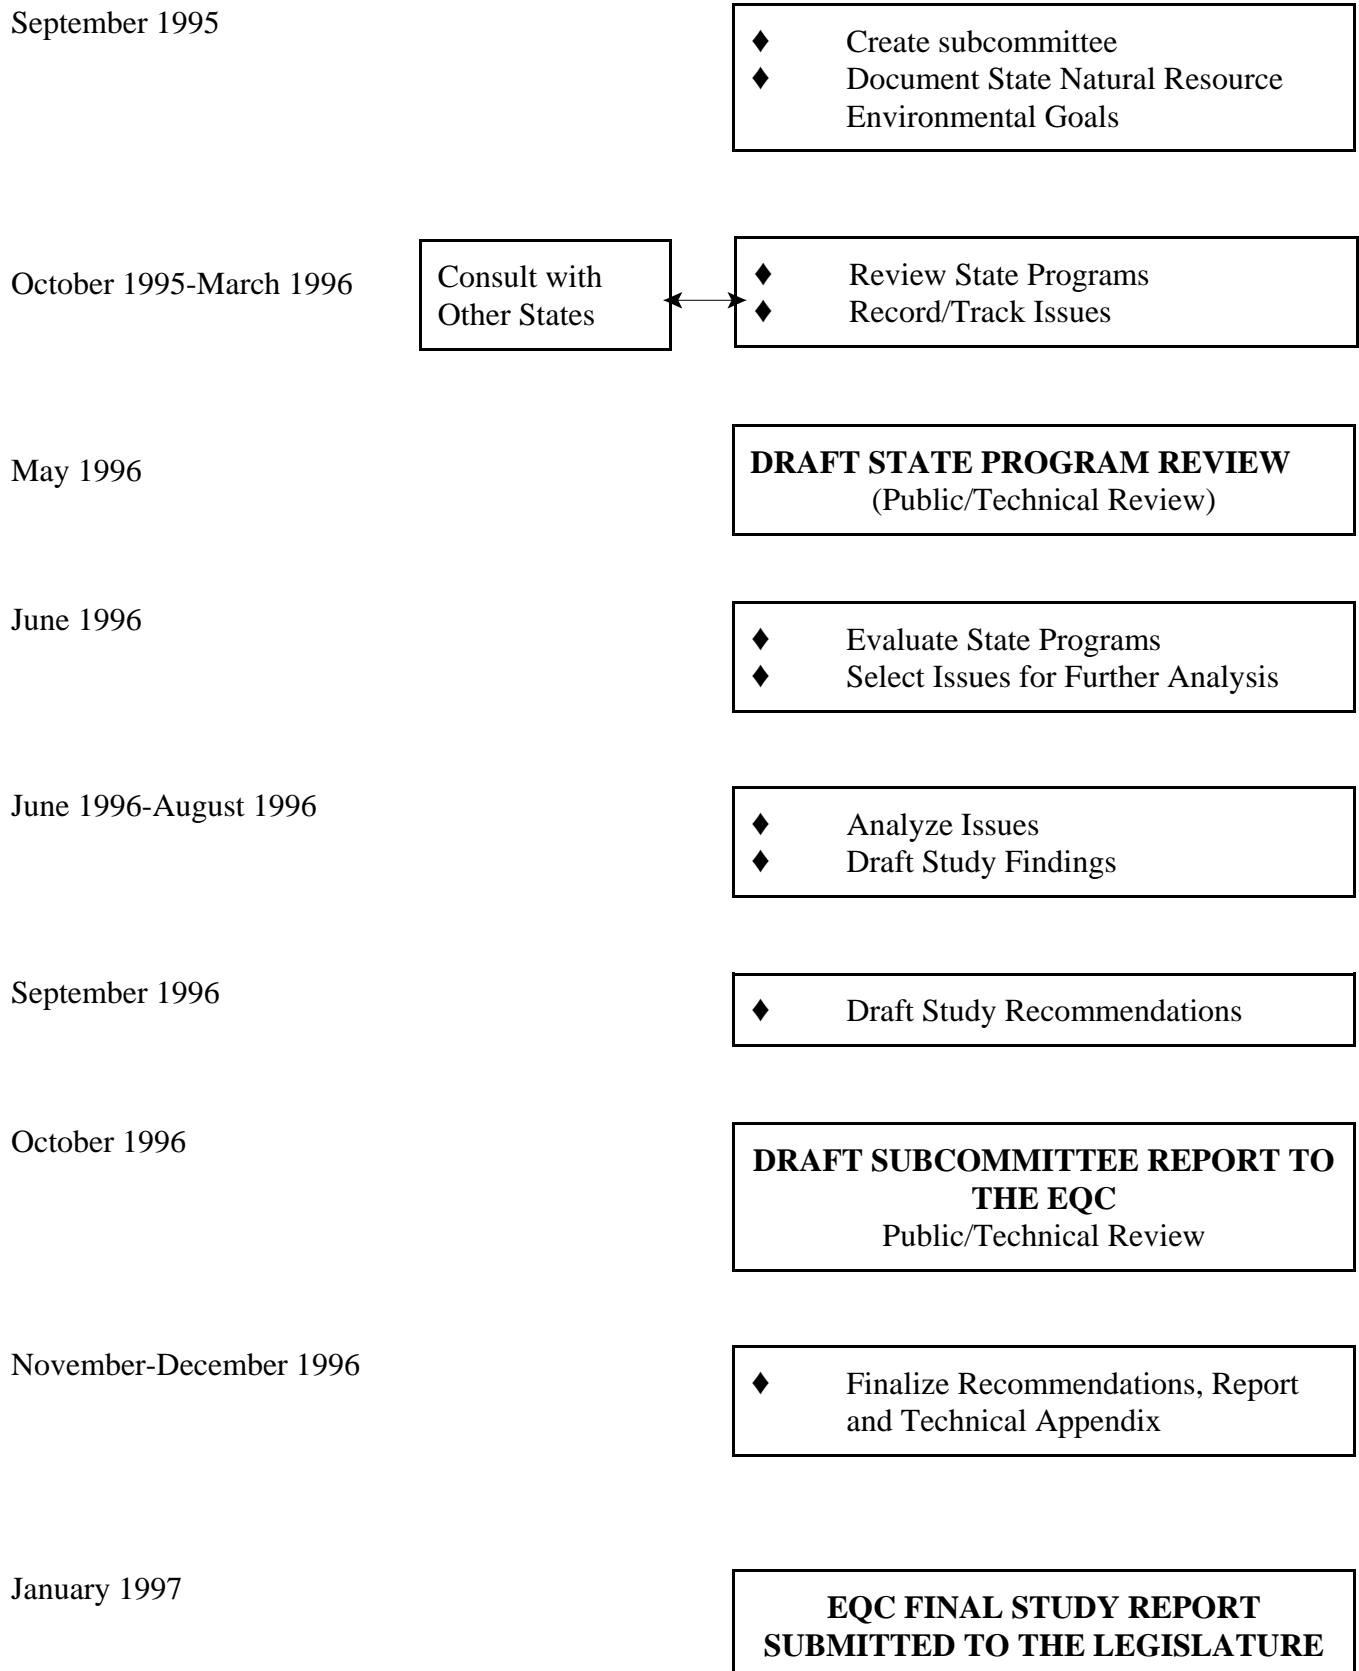 September 1995
♦ Create subcommittee
♦ Document State Natural Resource
Environmental Goals
October 1995-March 1996
Consult with
Other States
♦ Review State Programs
♦ Record/Track Issues
May 1996
DRAFT STATE PROGRAM REVIEW
(Public/Technical Review)
June 1996
♦ Evaluate State Programs
♦ Select Issues for Further Analysis
June 1996-August 1996
♦ Analyze Issues
♦ Draft Study Findings
September 1996
♦ Draft Study Recommendations
October 1996
DRAFT SUBCOMMITTEE REPORT TO
THE EQC
Public/Technical Review
November-December 1996
♦ Finalize Recommendations, Report
and Technical Appendix
January 1997
EQC FINAL STUDY REPORT
SUBMITTED TO THE LEGISLATURE